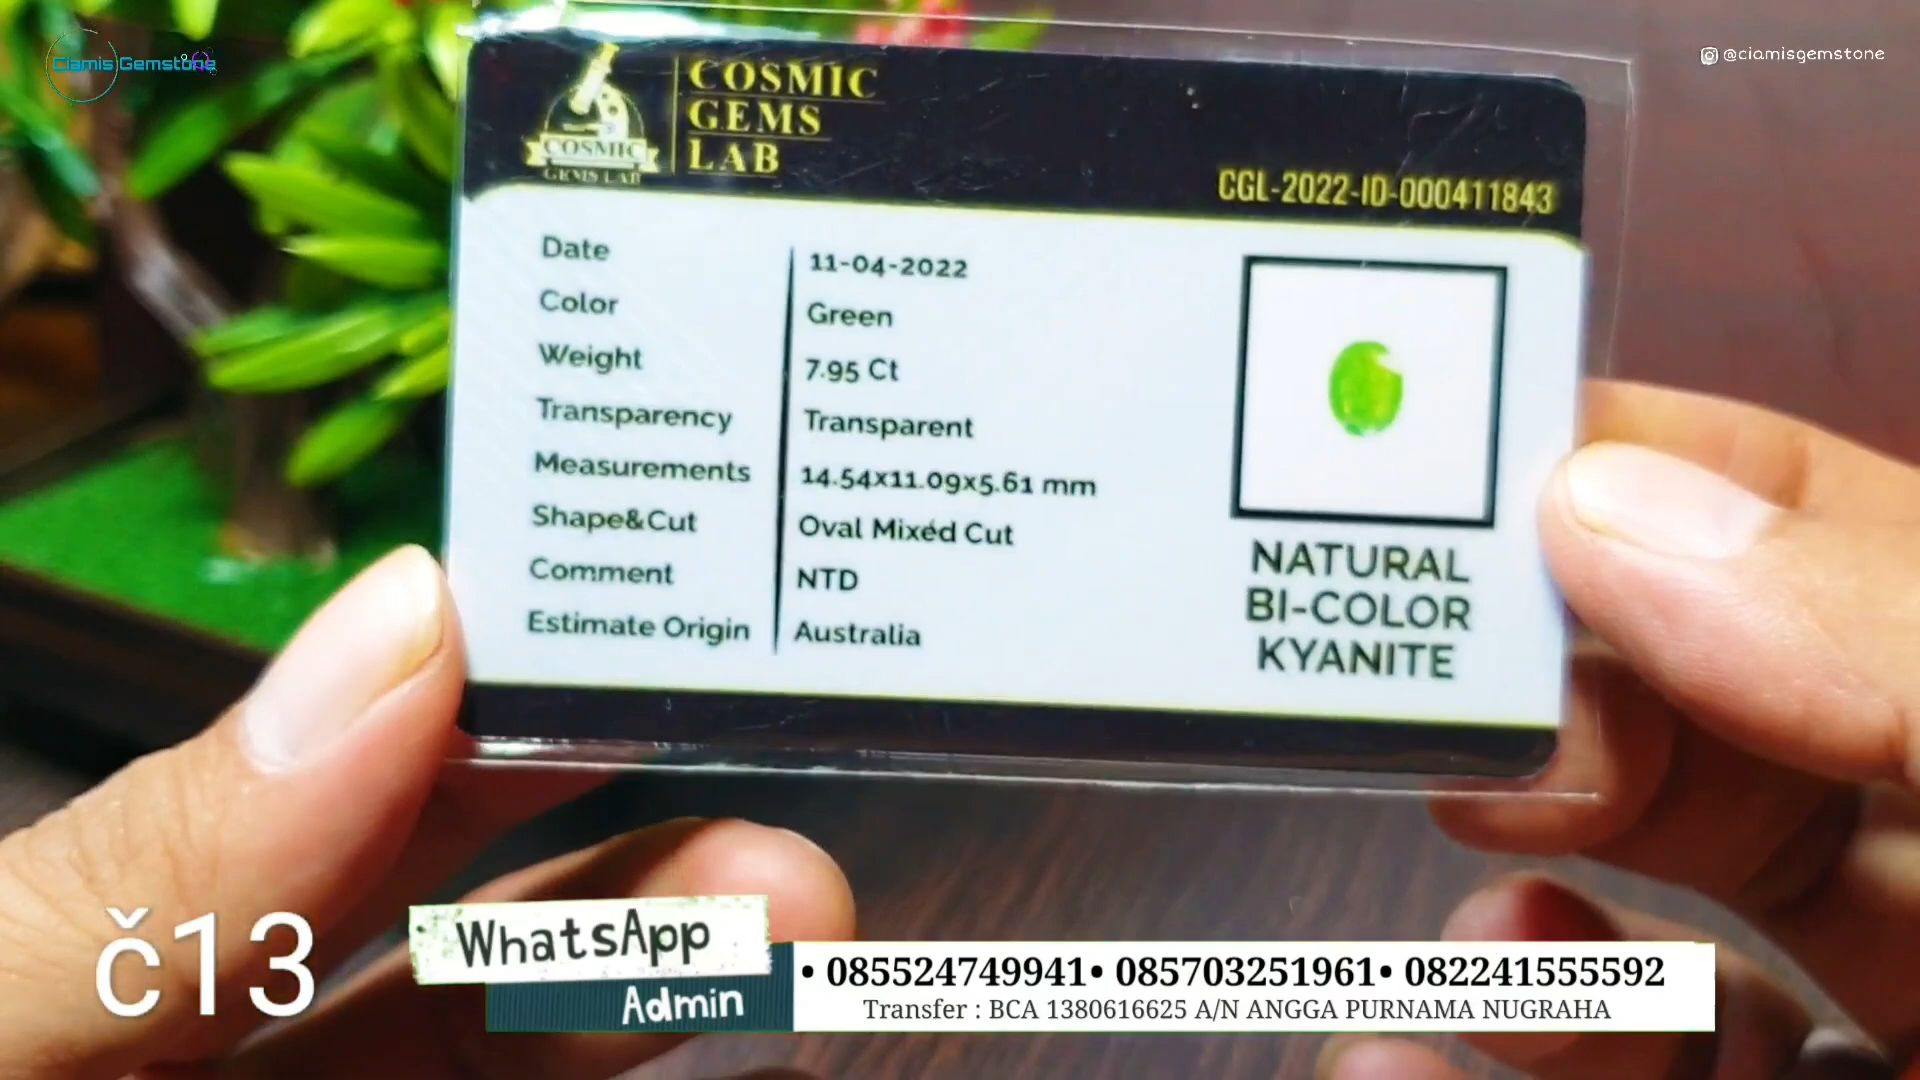 Ciamis Gemstone
@ciamisgemstone
COSMIC
GEMS LAB
COSMIC
GEMS
LAB
CGL-2022-ID-000411843
Date 11-04-2022
Color Green
Weight 7.95 Ct
Transparency Transparent
Measurements 14.54x11.09x5.61 mm
Shape&Cut Oval Mixed Cut
Comment NTD
Estimate Origin Australia
NATURAL
BI-COLOR
KYANITE
č13
WhatsApp
Admin
• 085524749941• 085703251961• 082241555592
Transfer : BCA 1380616625 A/N ANGGA PURNAMA NUGRAHA